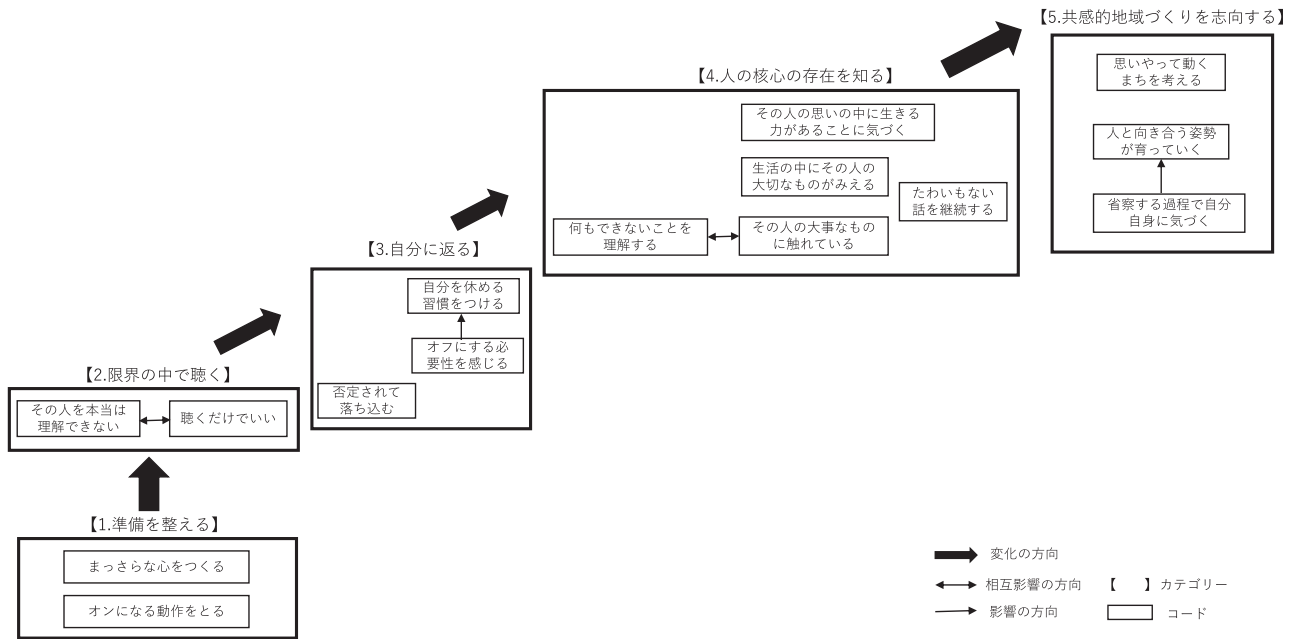 【5.共感的地域づくりを志向する】
思いやって動く
まちを考える
人と向き合う姿勢
が育っていく
省察する過程で自分
自身に気づく
【4.人の核心の存在を知る】
その人の思いの中に生きる
力があることに気づく
生活の中にその人の
大切なものがみえる
たわいもない
話を継続する
何もできないことを
理解する
その人の大事なもの
に触れている
【3.自分に返る】
自分を休める
習慣をつける
オフにする必
要性を感じる
否定されて
落ち込む
【2.限界の中で聴く】
その人を本当は
理解できない
聴くだけでいい
【1.準備を整える】
まっさらな心をつくる
オンになる動作をとる
変化の方向
相互影響の方向
【　　】カテゴリー
影響の方向
コード